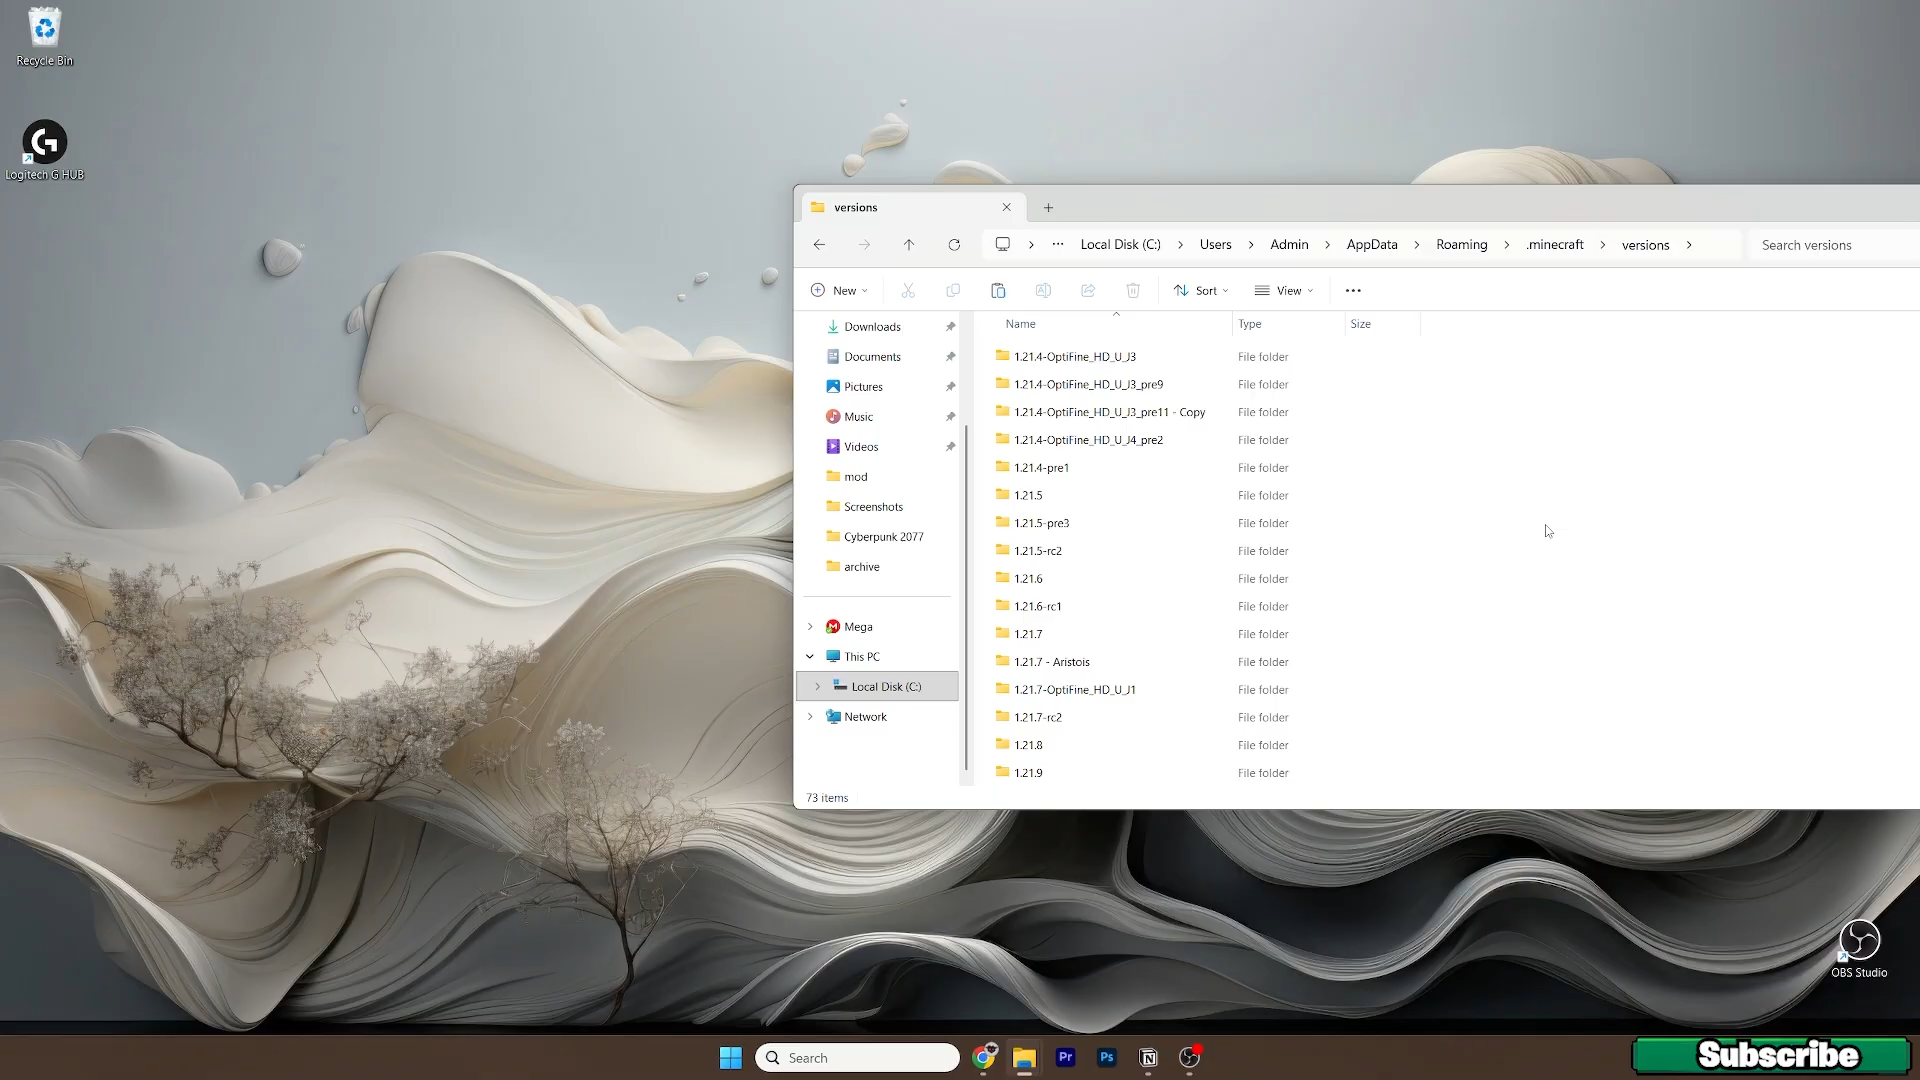 Recycle Bin
Logitech G HUB
versions
Local Disk (C:)
Users
Admin
AppData
Roaming
.minecraft
versions
Search versions
New
Sort
View
Downloads
Documents
Pictures
Music
Videos
mod
Screenshots
Cyberpunk 2077
archive
Mega
This PC
Local Disk (C:)
Network
Name Type Size
1.21.4-OptiFine_HD_U_J3 File folder
1.21.4-OptiFine_HD_U_J3_pre9 File folder
1.21.4-OptiFine_HD_U_J3_pre11 - Copy File folder
1.21.4-OptiFine_HD_U_J4_pre2 File folder
1.21.4-pre1 File folder
1.21.5 File folder
1.21.5-pre3 File folder
1.21.5-rc2 File folder
1.21.6 File folder
1.21.6-rc1 File folder
1.21.7 File folder
1.21.7 - Aristois File folder
1.21.7-OptiFine_HD_U_J1 File folder
1.21.7-rc2 File folder
1.21.8 File folder
1.21.9 File folder
73 items
OBS Studio
Search
Pr
Ps
Subscribe